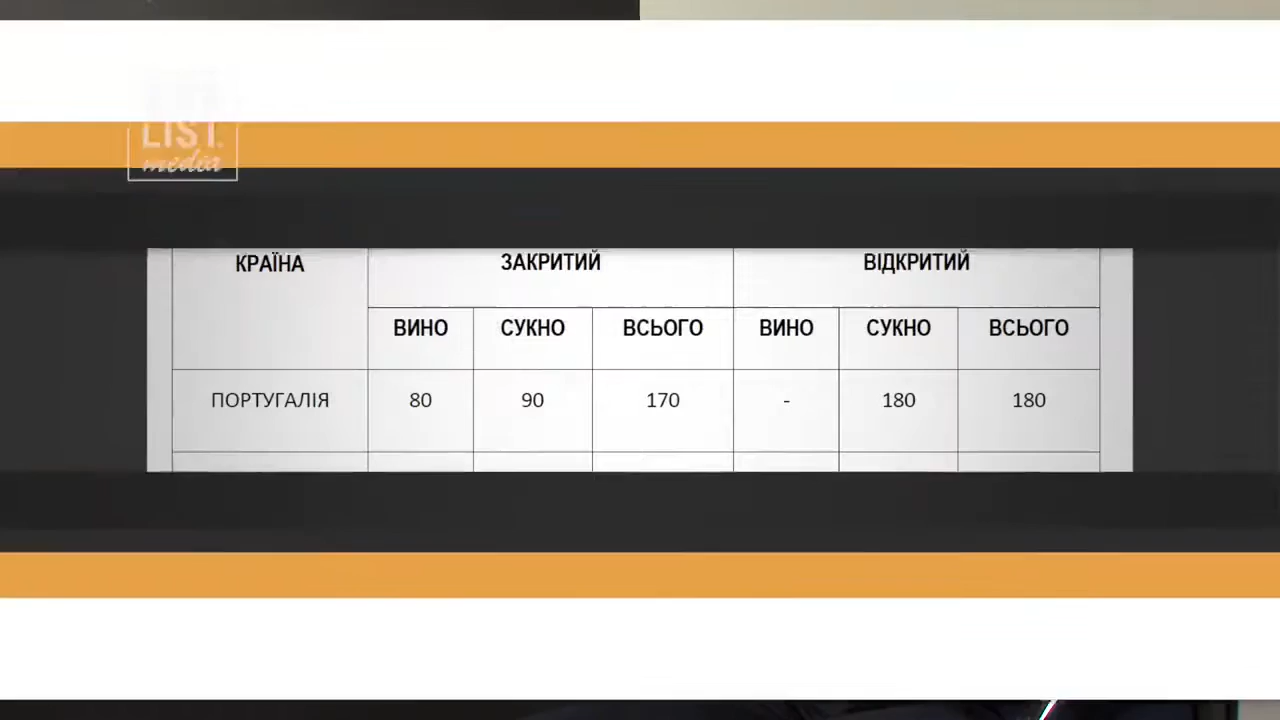 LIST.
media
КРАЇНА ЗАКРИТИЙ ВІДКРИТИЙ
ВИНО СУКНО ВСЬОГО ВИНО СУКНО ВСЬОГО
ПОРТУГАЛІЯ 80 90 170 - 180 180